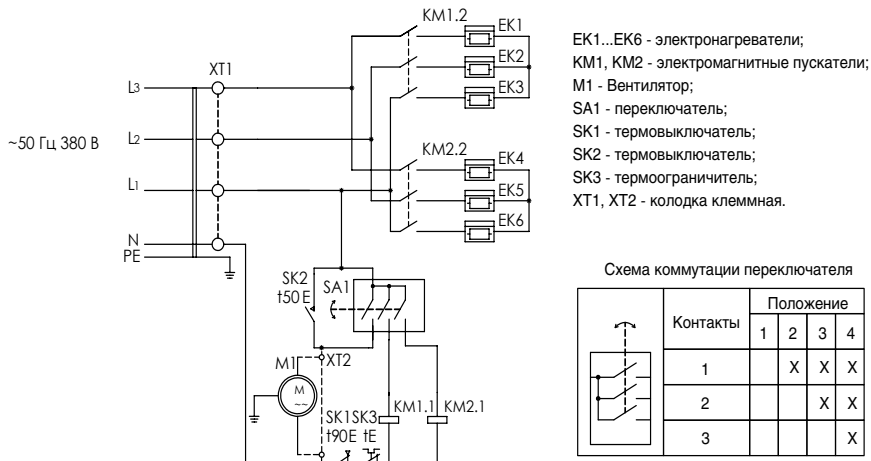 KM1.2
EK1
EK2
EK3
XT1
L3
~50 Гц 380 В
L2
L1
N
PE
KM2.2
EK4
EK5
EK6
SK2
t50 E
SA1
XT2
M1
M
~~
SK1SK3
t90E tE
KM1.1
KM2.1
EK1...EK6 - электронагреватели;
KM1, KM2 - электромагнитные пускатели;
M1 - Вентилятор;
SA1 - переключатель;
SK1 - термовыключатель;
SK2 - термовыключатель;
SK3 - термоограничитель;
XT1, XT2 - колодка клеммная.
Схема коммутации переключателя
Контакты Положение
1 2 3 4
1 X X X
2 X X
3 X